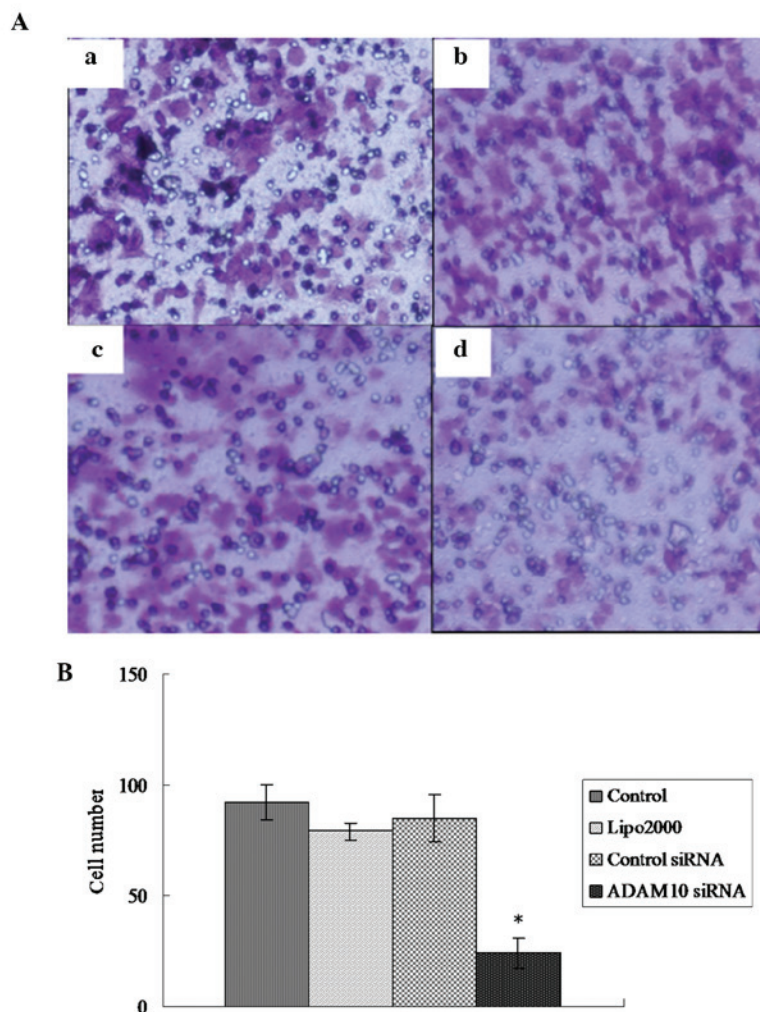 A
a
b
c
d
B
150
100
50
0
Cell number
*
Control
Lipo2000
Control siRNA
ADAM10 siRNA